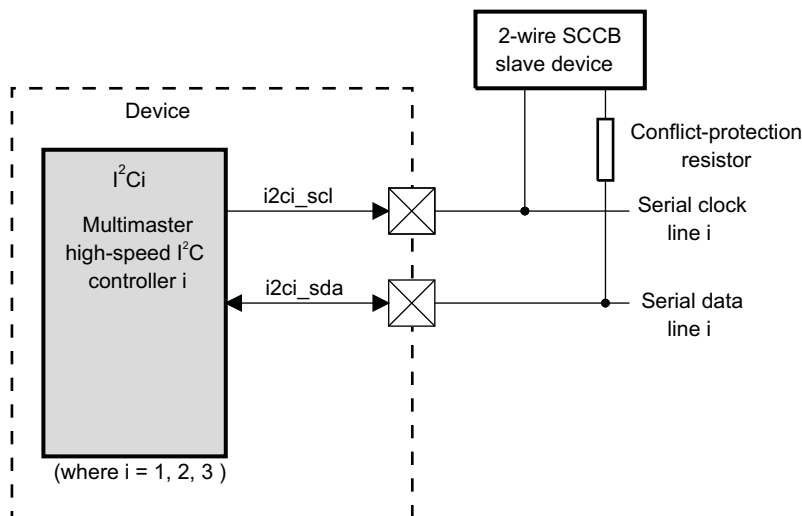 2-wire SCCB
slave device
Device
Conflict-protection
resistor
I²Ci
Multimaster
high-speed I²C
controller i
i2ci_scl
Serial clock
line i
i2ci_sda
Serial data
line i
(where i = 1, 2, 3 )